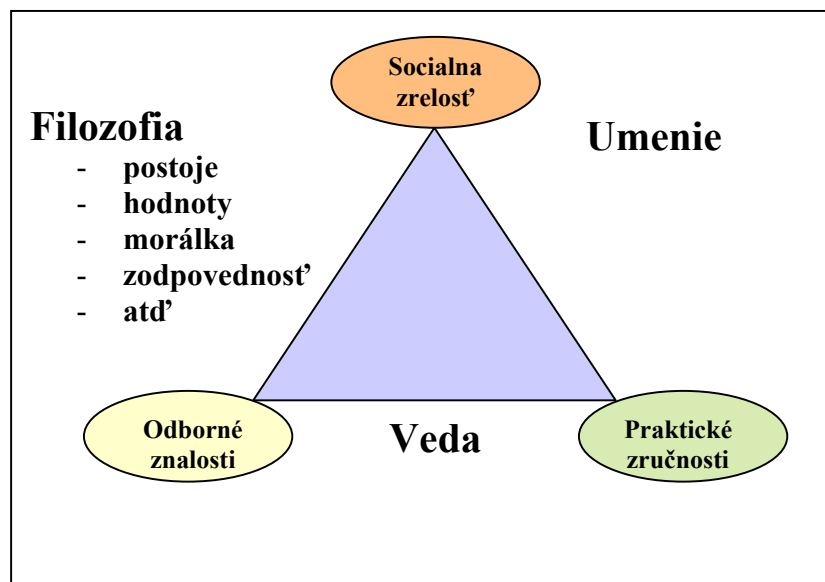 Socialna
zrelosť
Filozofia
- postoje
- hodnoty
- morálka
- zodpovednosť
- atď
Umenie
Odborné
znalosti
Veda
Praktické
zručnosti